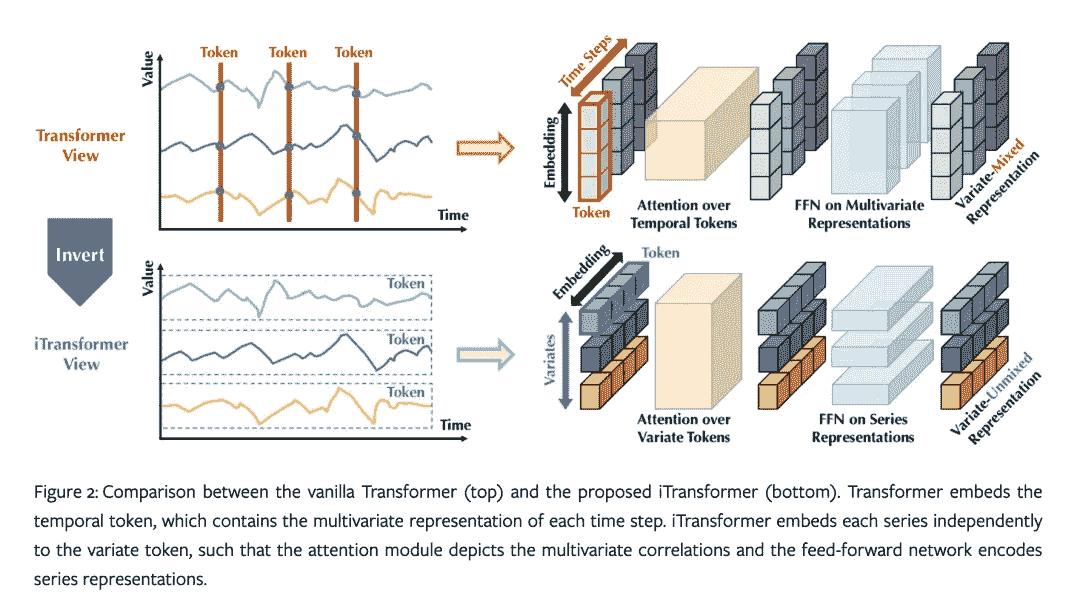 Token Token Token
Value
Transformer
View
Time
Time Steps
Embedding
Token
Attention over
Temporal Tokens
FFN on Multivariate
Representations
Variate-Mixed
Representation
Invert
iTransformer
View
Value
Token
Token
Token
Time
Embedding
Token
Variates
Attention over
Variate Tokens
FFN on Series
Representations
Variate-Unmixed
Representation
Figure 2: Comparison between the vanilla Transformer (top) and the proposed iTransformer (bottom). Transformer embeds the
temporal token, which contains the multivariate representation of each time step. iTransformer embeds each series independently
to the variate token, such that the attention module depicts the multivariate correlations and the feed-forward network encodes
series representations.